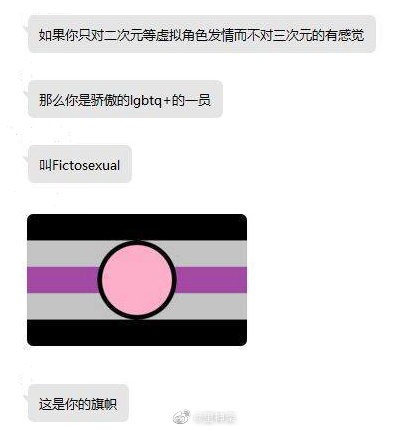 如果你只对二次元等虚拟角色发情而不对三次元的有感觉
那么你是骄傲的lgbtq+的一员
叫Fictosexual
这是你的旗帜